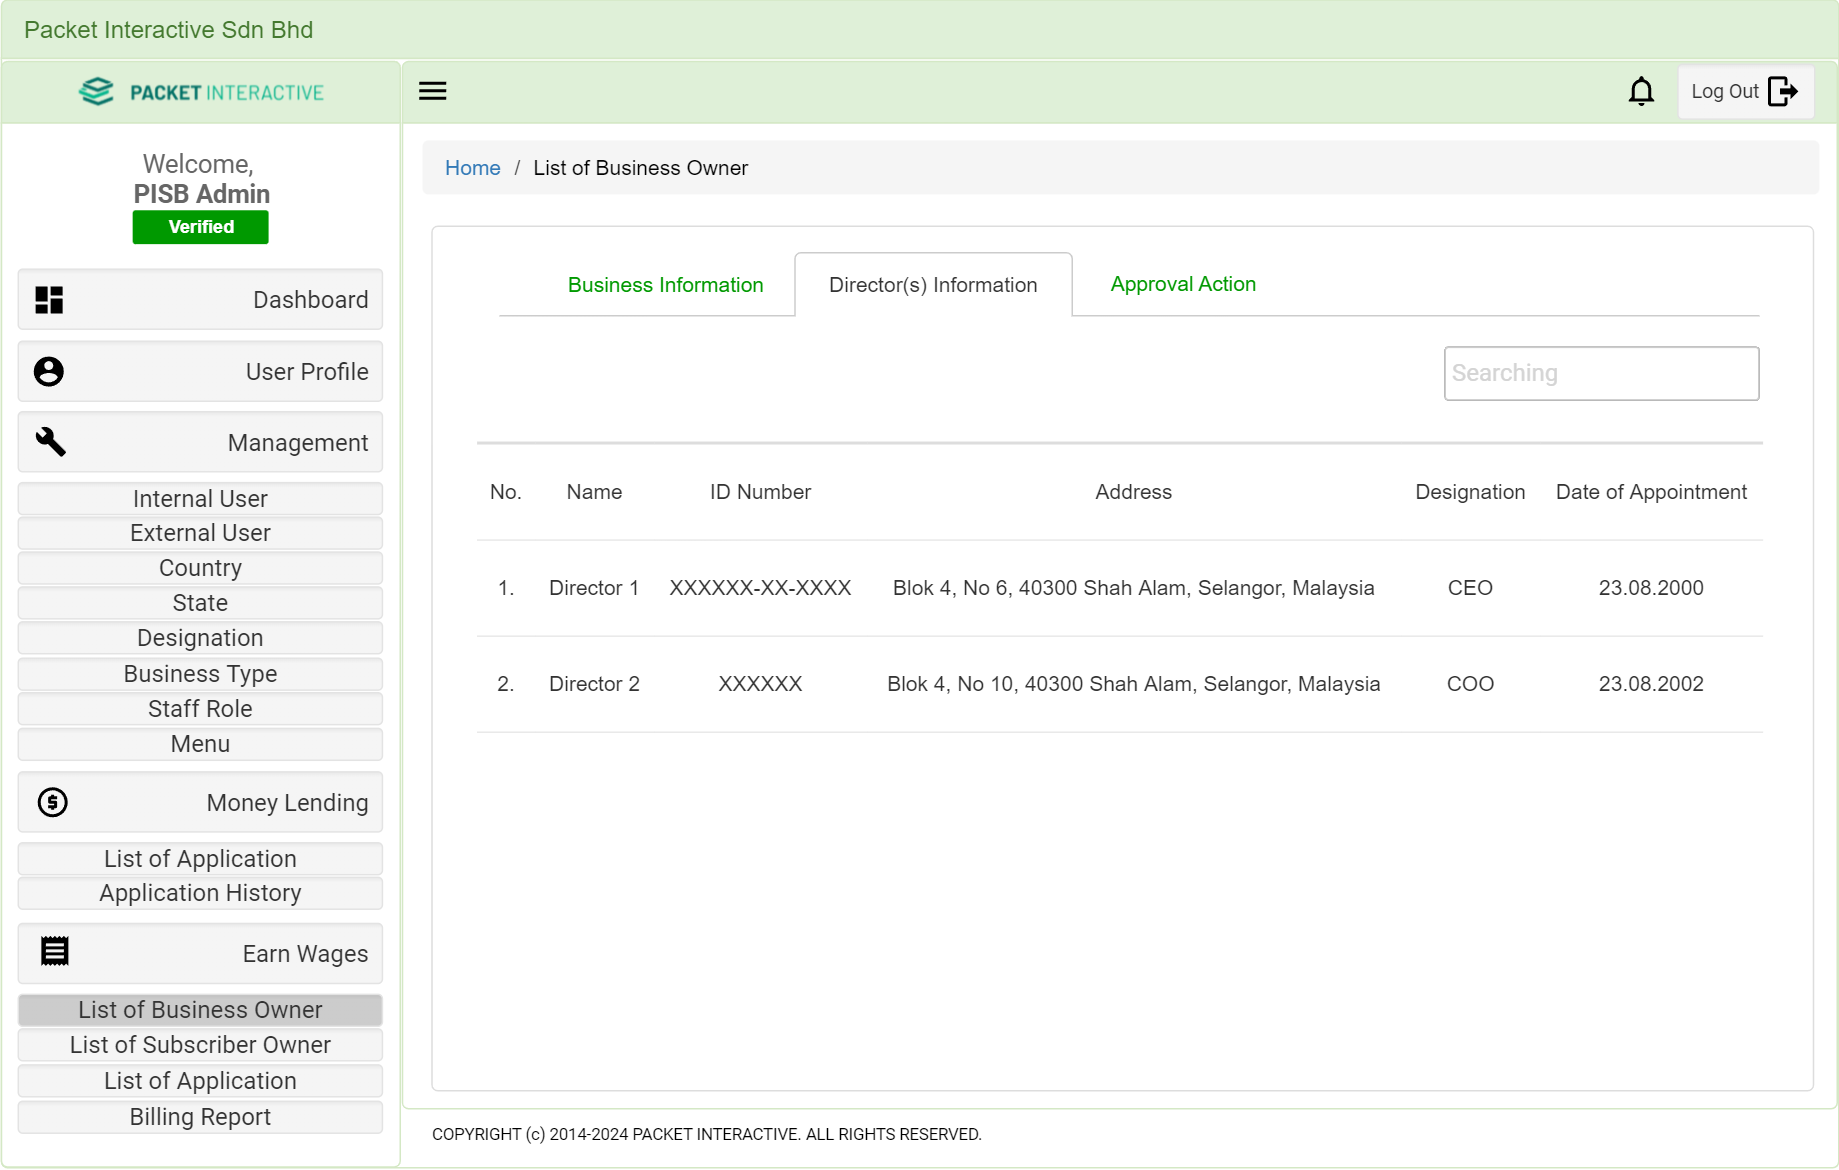 Packet Interactive Sdn Bhd
PACKET INTERACTIVE
Log Out
Welcome,
PISB Admin
Verified
Dashboard
User Profile
Management
Internal User
External User
Country
State
Designation
Business Type
Staff Role
Menu
Money Lending
List of Application
Application History
Earn Wages
List of Business Owner
List of Subscriber Owner
List of Application
Billing Report
Home / List of Business Owner
Business Information Director(s) Information Approval Action
Searching
No. Name ID Number Address Designation Date of Appointment
1. Director 1 XXXXXX-XX-XXXX Blok 4, No 6, 40300 Shah Alam, Selangor, Malaysia CEO 23.08.2000
2. Director 2 XXXXXX Blok 4, No 10, 40300 Shah Alam, Selangor, Malaysia COO 23.08.2002
COPYRIGHT (c) 2014-2024 PACKET INTERACTIVE. ALL RIGHTS RESERVED.